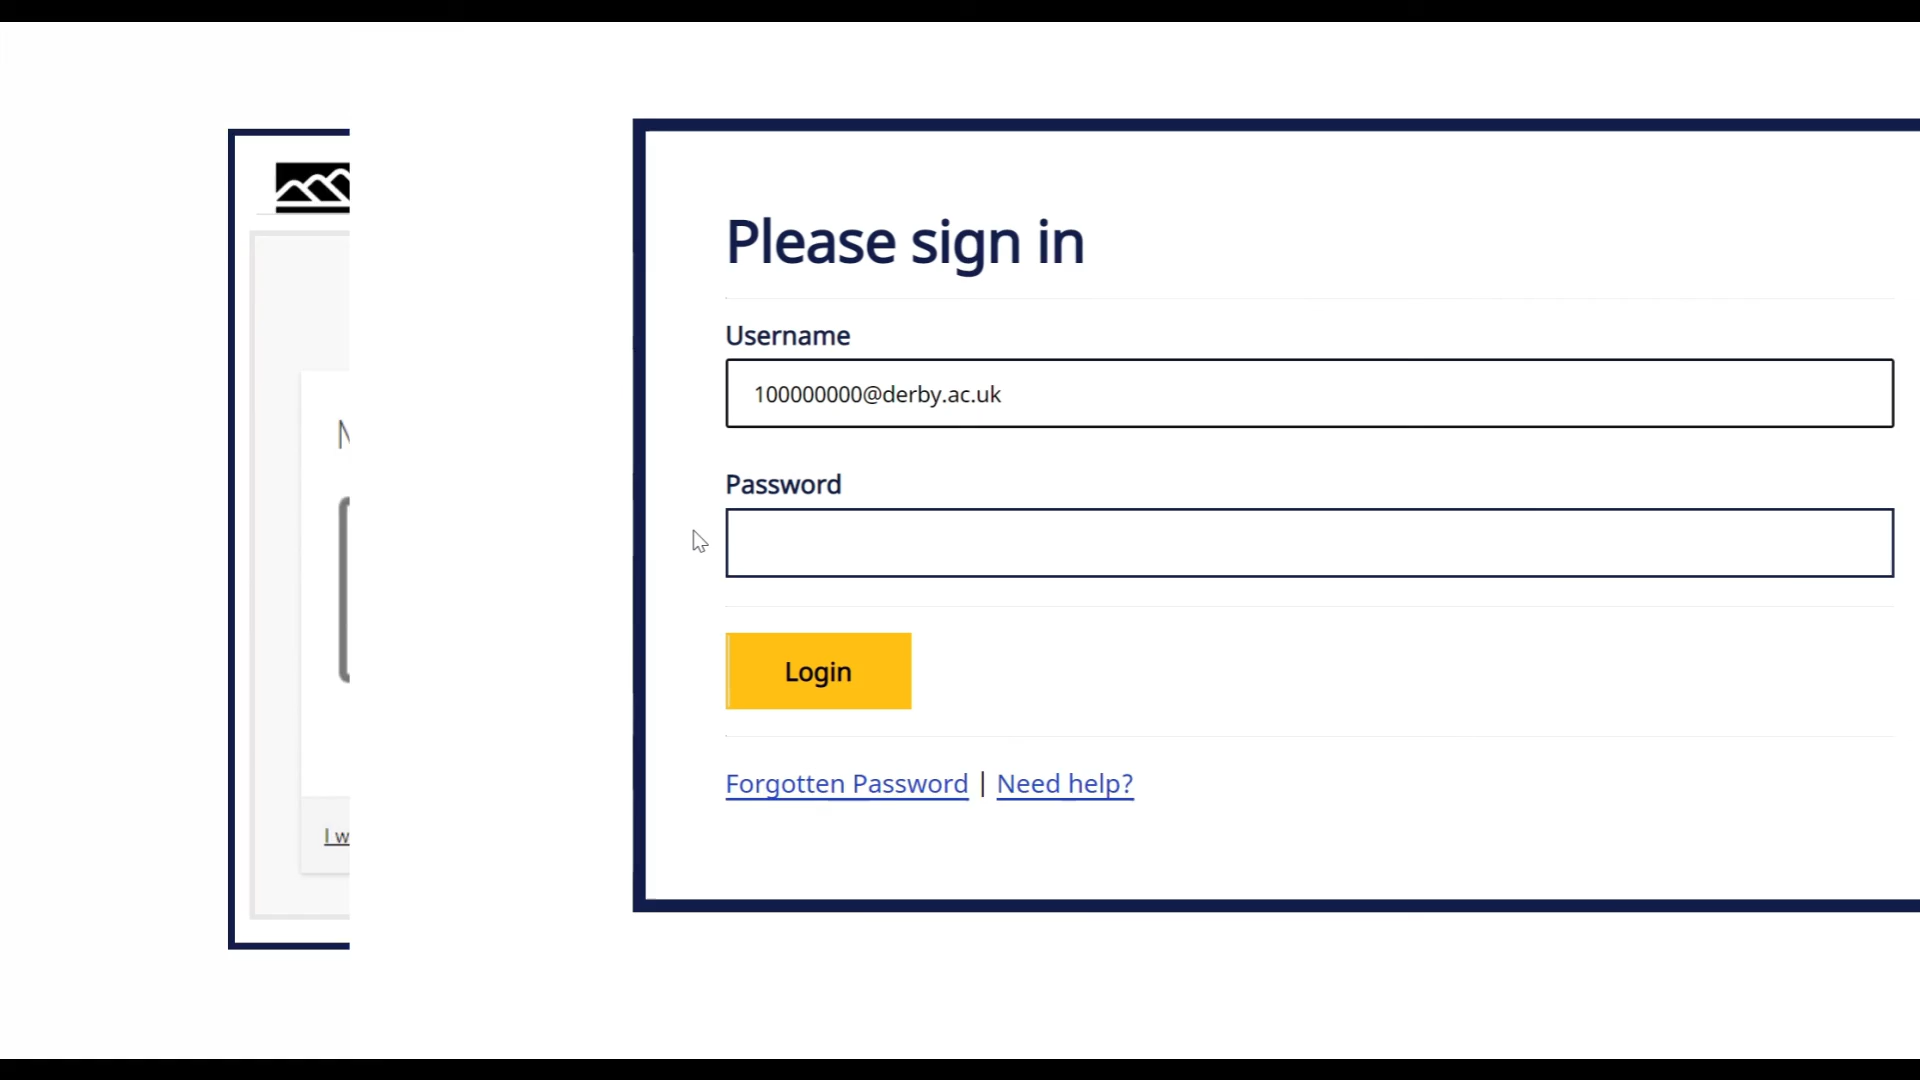 Please sign in
Username
100000000@derby.ac.uk
Password
Login
Forgotten Password | Need help?
I w